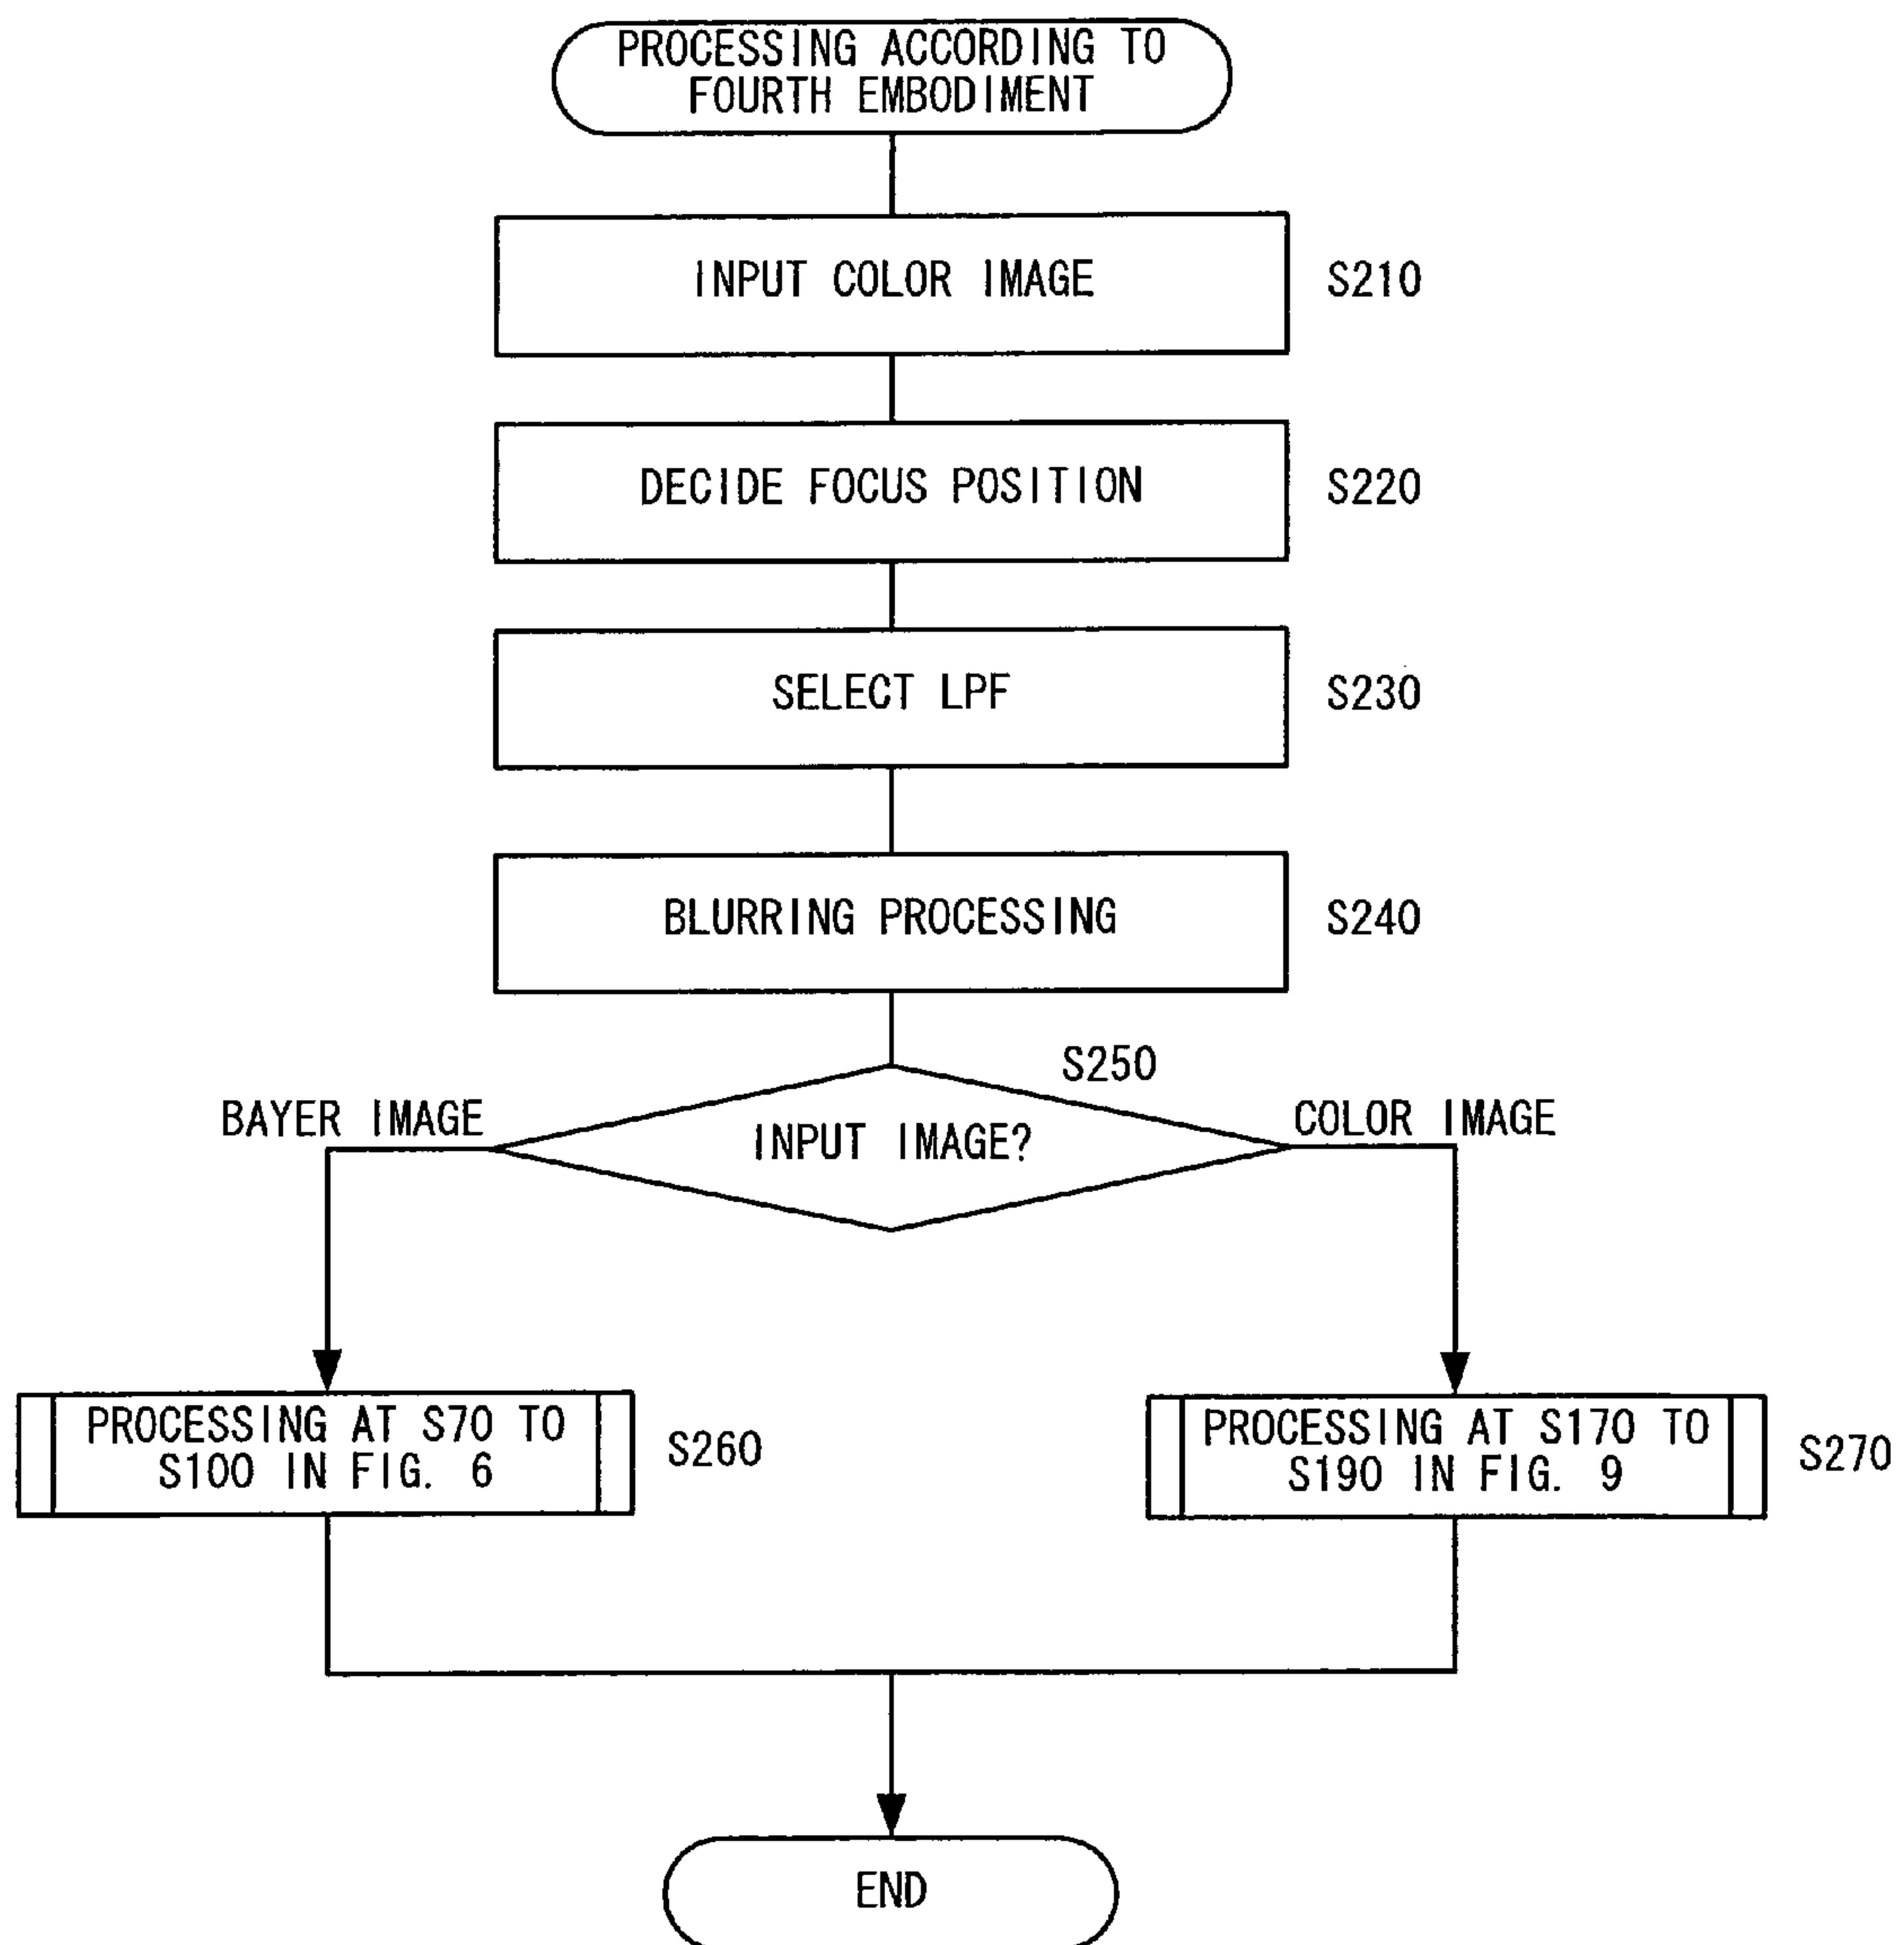 PROCESSING ACCORDING TO
FOURTH EMBODIMENT
INPUT COLOR IMAGE
S210
DECIDE FOCUS POSITION
S220
SELECT LPF
S230
BLURRING PROCESSING
S240
S250
BAYER IMAGE
INPUT IMAGE?
COLOR IMAGE
PROCESSING AT S70 TO
S100 IN FIG. 6
S260
PROCESSING AT S170 TO
S190 IN FIG. 9
S270
END